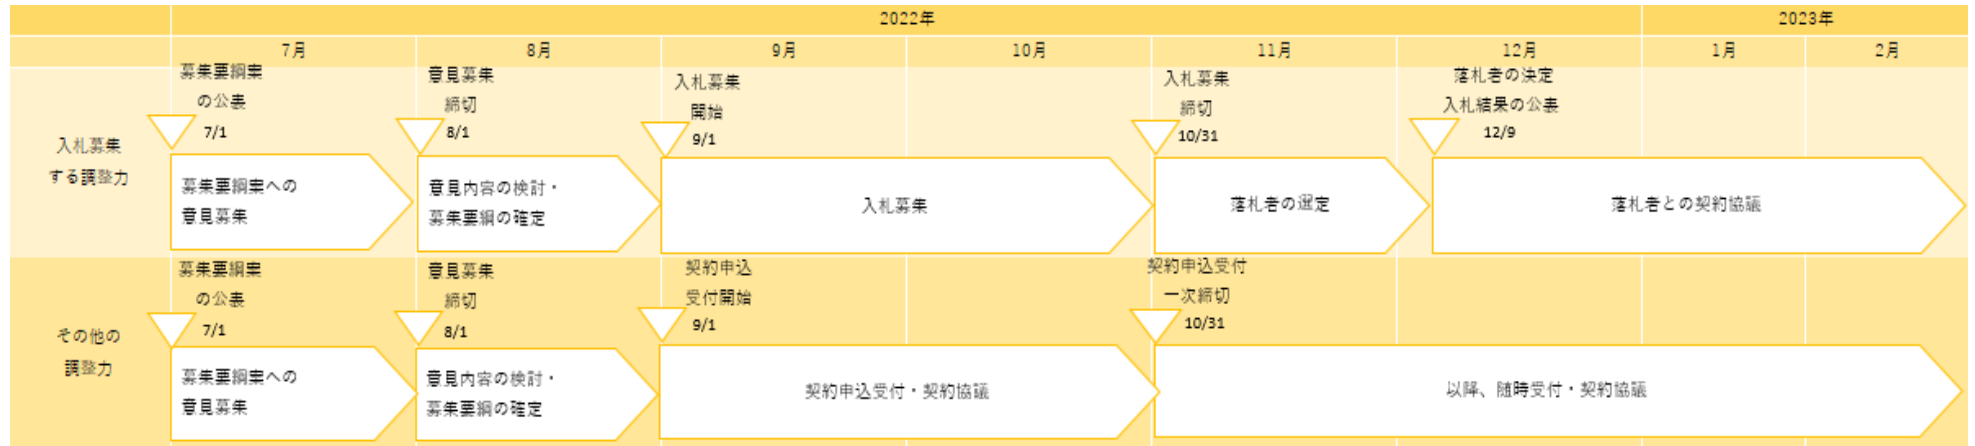 2022年
2023年
7月
8月
9月
10月
11月
12月
1月
2月
入札募集
する調整力
募集要綱案
の公表
7/1
意見募集
締切
8/1
入札募集
開始
9/1
入札募集
締切
10/31
落札者の決定
入札結果の公表
12/9
募集要綱案への
意見募集
意見内容の検討・
募集要綱の確定
入札募集
落札者の選定
落札者との契約協議
その他の
調整力
募集要綱案
の公表
7/1
意見募集
締切
8/1
契約申込
受付開始
9/1
契約申込受付
一次締切
10/31
募集要綱案への
意見募集
意見内容の検討・
募集要綱の確定
契約申込受付・契約協議
以降、随時受付・契約協議